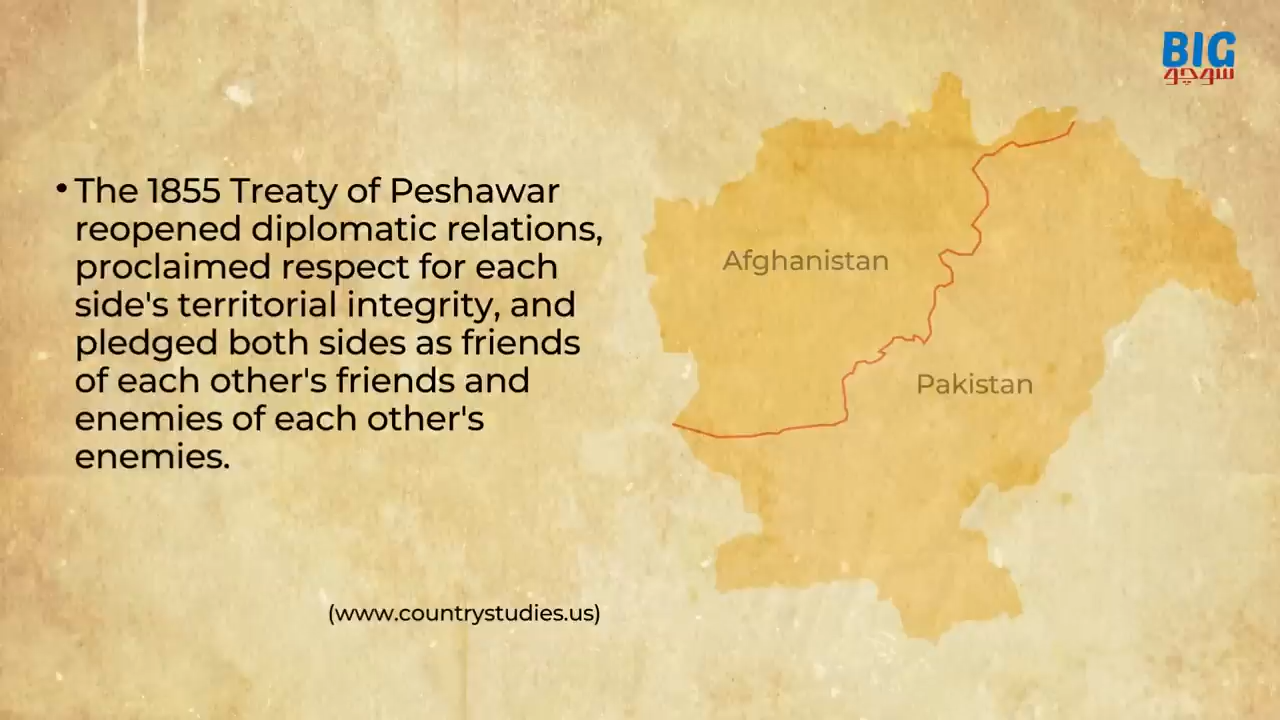 BIG
سوچو
• The 1855 Treaty of Peshawar
reopened diplomatic relations,
proclaimed respect for each
side's territorial integrity, and
pledged both sides as friends
of each other's friends and
enemies of each other's
enemies.
Afghanistan
Pakistan
(www.countrystudies.us)